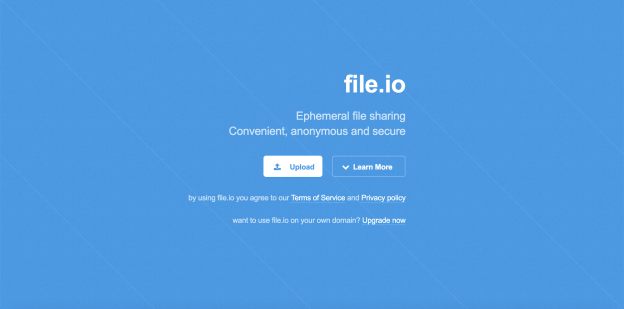 file.io
Ephemeral file sharing
Convenient, anonymous and secure
Upload
Learn More
by using file.io you agree to our Terms of Service and Privacy policy
want to use file.io on your own domain? Upgrade now